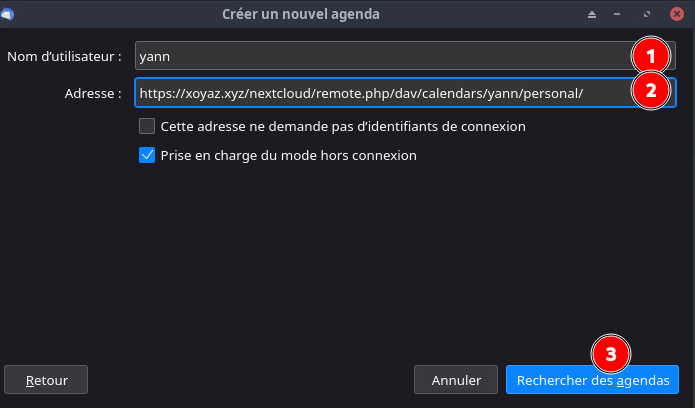 Créer un nouvel agenda
Nom d’utilisateur :
yann
1
Adresse :
https://xoyaz.xyz/nextcloud/remote.php/dav/calendars/yann/personal/
2
Cette adresse ne demande pas d’identifiants de connexion
Prise en charge du mode hors connexion
3
Retour
Annuler
Rechercher des agendas